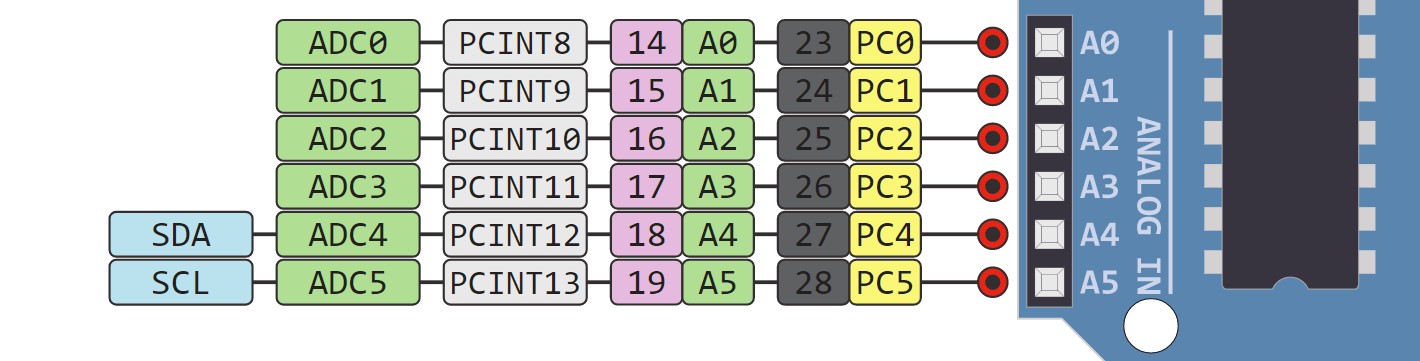 ADC0 PCINT8 14 A0 23 PC0 A0
ADC1 PCINT9 15 A1 24 PC1 A1
ADC2 PCINT10 16 A2 25 PC2 A2
ADC3 PCINT11 17 A3 26 PC3 A3
SDA ADC4 PCINT12 18 A4 27 PC4 A4
SCL ADC5 PCINT13 19 A5 28 PC5 A5
ANALOG IN